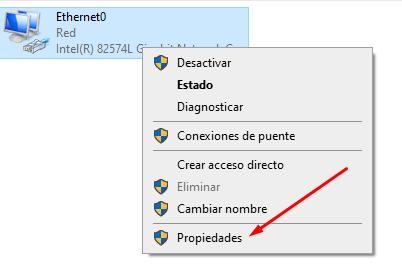 Ethernet0
Red
Intel(R) 82574L Gigabit Network C
Desactivar
Estado
Diagnosticar
Conexiones de puente
Crear acceso directo
Eliminar
Cambiar nombre
Propiedades